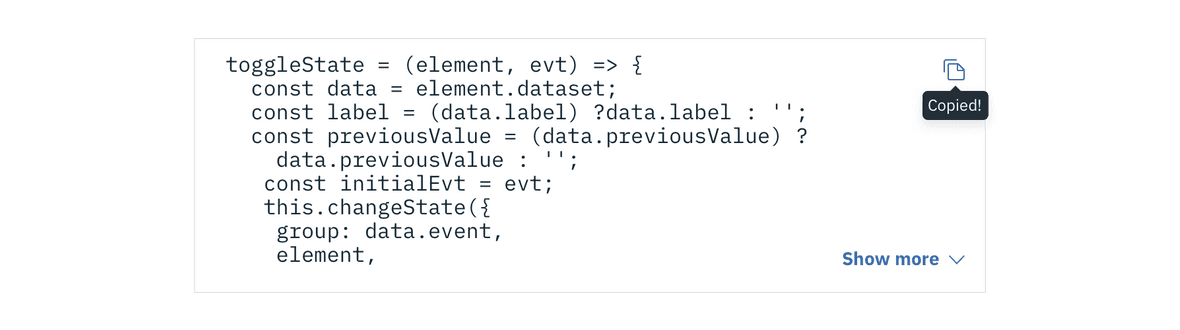 toggleState = (element, evt) => {
const data = element.dataset;
Copied!
const label = (data.label) ?data.label : '';
const previousValue = (data.previousValue) ?
data.previousValue : '';
const initialEvt = evt;
this.changeState({
group: data.event,
element,
Show more